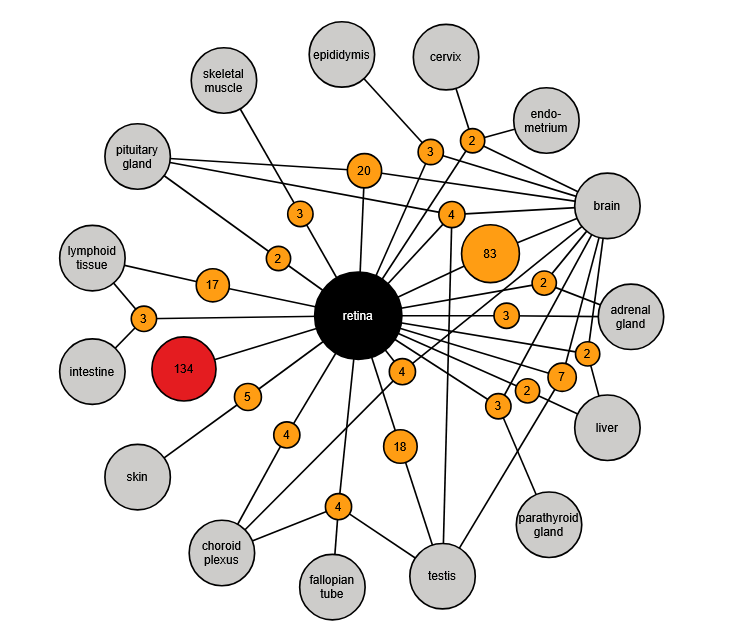 epididymis
cervix
skeletal
muscle
endo-
metrium
pituitary
gland
3
2
20
brain
3
4
lymphoid
tissue
2
83
17
2
3
retina
3
adrenal
gland
134
intestine
4
2
7
5
2
3
4
18
liver
skin
4
choroid
plexus
parathyroid
gland
fallopian
tube
testis